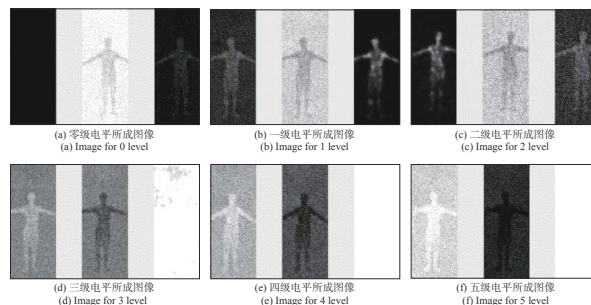 (a) 零级电平所成图像
(a) Image for 0 level
(b) 一级电平所成图像
(b) Image for 1 level
(c) 二级电平所成图像
(c) Image for 2 level
(d) 三级电平所成图像
(d) Image for 3 level
(e) 四级电平所成图像
(e) Image for 4 level
(f) 五级电平所成图像
(f) Image for 5 level